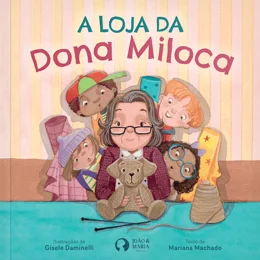 A LOJA DA
Dona Miloca
Ilustrações de
Gisele Daminelli
JOÃO &
MARIA
Texto de
Mariana Machado